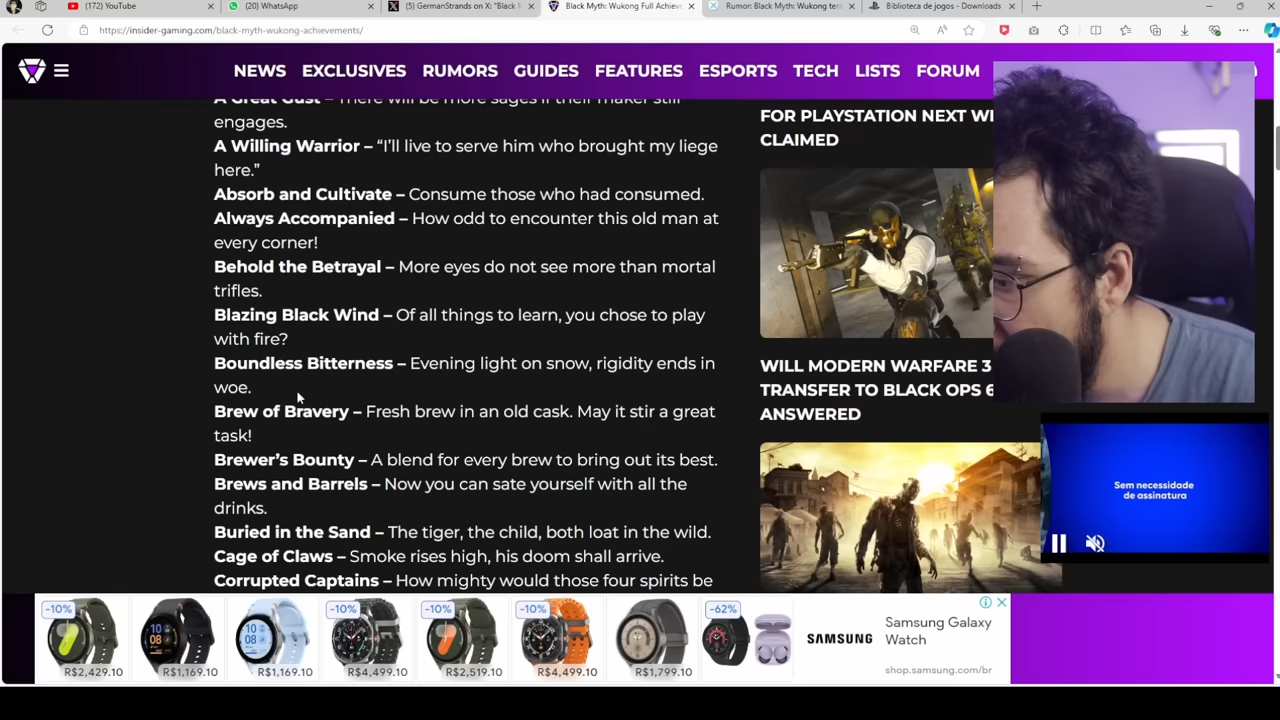 (172) YouTube
(20) WhatsApp
(5) GermanStrands on X: "Black M
Black Myth: Wukong Full Achieve
Rumor: Black Myth: Wukong ter
Biblioteca de jogos - Downloads
https://insider-gaming.com/black-myth-wukong-achievements/
NEWS EXCLUSIVES RUMORS GUIDES FEATURES ESPORTS TECH LISTS FORUM
A Great Gust – There will be more sages if their maker still
engages.
A Willing Warrior – “I’ll live to serve him who brought my liege
here.”
Absorb and Cultivate – Consume those who had consumed.
Always Accompanied – How odd to encounter this old man at
every corner!
Behold the Betrayal – More eyes do not see more than mortal
trifles.
Blazing Black Wind – Of all things to learn, you chose to play
with fire?
Boundless Bitterness – Evening light on snow, rigidity ends in
woe.
Brew of Bravery – Fresh brew in an old cask. May it stir a great
task!
Brewer’s Bounty – A blend for every brew to bring out its best.
Brews and Barrels – Now you can sate yourself with all the
drinks.
Buried in the Sand – The tiger, the child, both loat in the wild.
Cage of Claws – Smoke rises high, his doom shall arrive.
Corrupted Captains – How mighty would those four spirits be
FOR PLAYSTATION NEXT WE
CLAIMED
WILL MODERN WARFARE 3
TRANSFER TO BLACK OPS 6
ANSWERED
Sem necessidade
de assinatura
-10% -10% -10% -10% -62%
R$2,429.10 R$1,169.10 R$1,169.10 R$4,499.10 R$2,519.10 R$4,499.10 R$1,799.10
SAMSUNG
Samsung Galaxy
Watch
shop.samsung.com/br